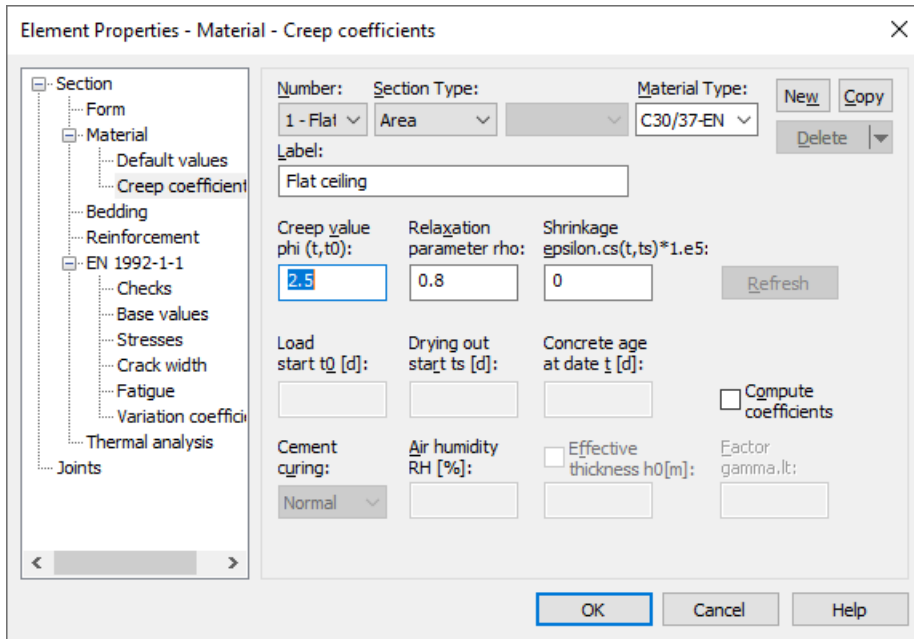 Element Properties - Material - Creep coefficients
Section
Form
Material
Default values
Creep coefficient
Bedding
Reinforcement
EN 1992-1-1
Checks
Base values
Stresses
Crack width
Fatigue
Variation coeffici
Thermal analysis
Joints
Number: Section Type: Material Type:
1 - Flat Area C30/37-EN
New Copy
Delete
Label:
Flat ceiling
Creep value
phi (t,t0):
Relaxation
parameter rho:
Shrinkage
epsilon.cs(t,ts)*1.e5:
2.5 0.8 0
Refresh
Load
start t0 [d]:
Drying out
start ts [d]:
Concrete age
at date t [d]:
Compute
coefficients
Cement
curing:
Air humidity
RH [%]:
Effective
thickness h0[m]:
Factor
gamma.lt:
Normal
OK Cancel Help